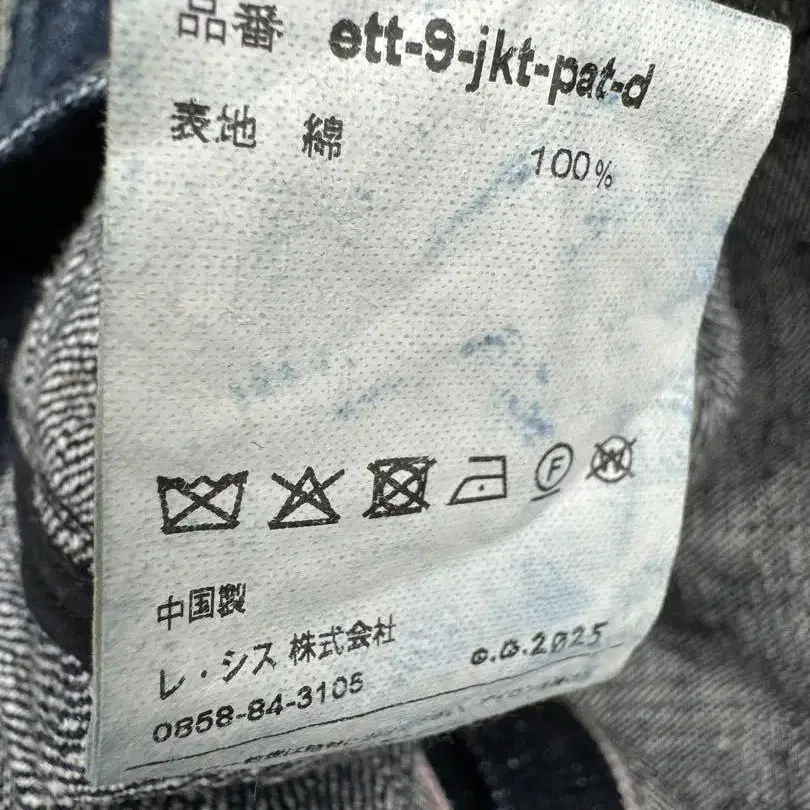 品番 ett-9-jkt-pat-d
表地 綿 100%
F
W
中国製
レ・シス 株式会社 G.G.2025
0858-84-3105